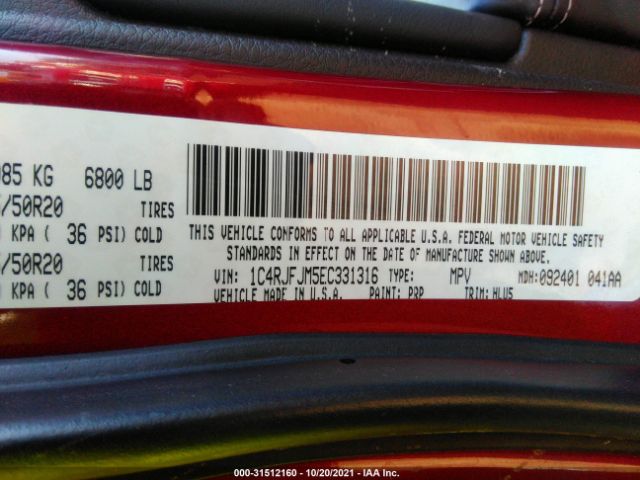 085 KG 6800 LB
/50R20 TIRES
KPA ( 36 PSI) COLD
/50R20 TIRES
KPA ( 36 PSI) COLD
THIS VEHICLE CONFORMS TO ALL APPLICABLE U.S.A. FEDERAL MOTOR VEHICLE SAFETY
STANDARDS IN EFFECT ON THE DATE OF MANUFACTURE SHOWN ABOVE.
VIN: 1C4RJFJM5EC331316 TYPE: MPV MDH:092401 041AA
VEHICLE MADE IN U.S.A. PAINT: PRP TRIM: HLU5
000-31512160 - 10/20/2021 - IAA Inc.